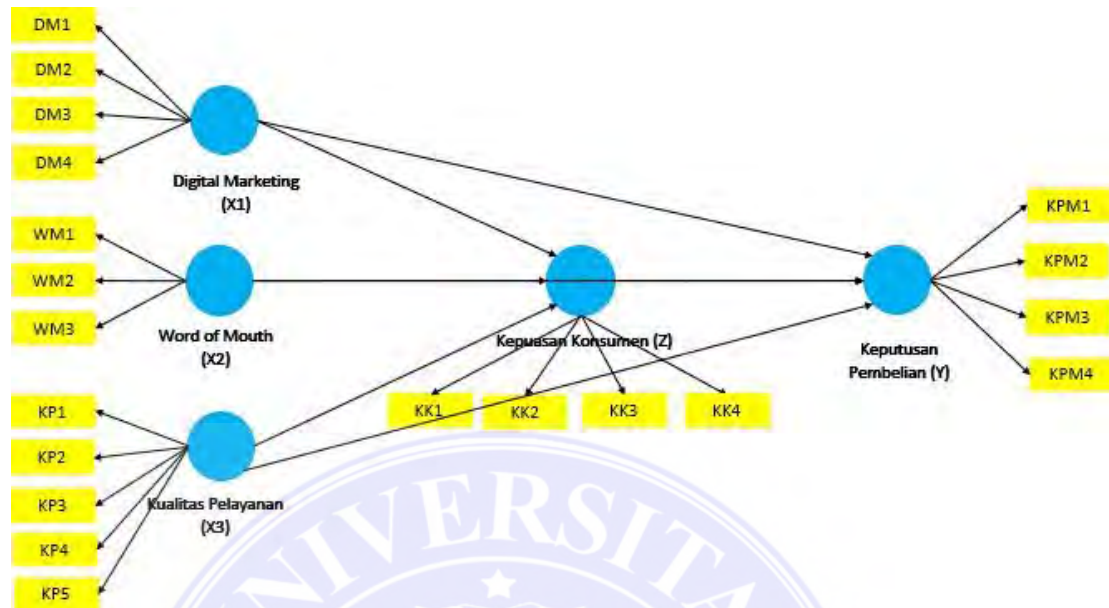 DM1
DM2
DM3
DM4
Digital Marketing
(X1)
WM1
WM2
WM3
Word of Mouth
(X2)
KP1
KP2
KP3
KP4
KP5
Kualitas Pelayanan
(X3)
Kepuasan Konsumen (Z)
KK1
KK2
KK3
KK4
Keputusan
Pembelian (Y)
KPM1
KPM2
KPM3
KPM4
UNIVERSITA